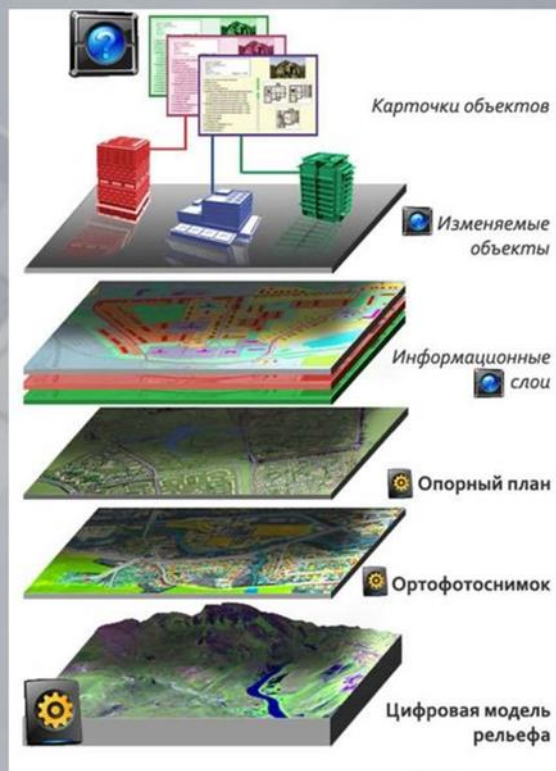 Карточки объектов
Изменяемые
объекты
Информационные
слои
Опорный план
Ортофотоснимок
Цифровая модель
рельефа